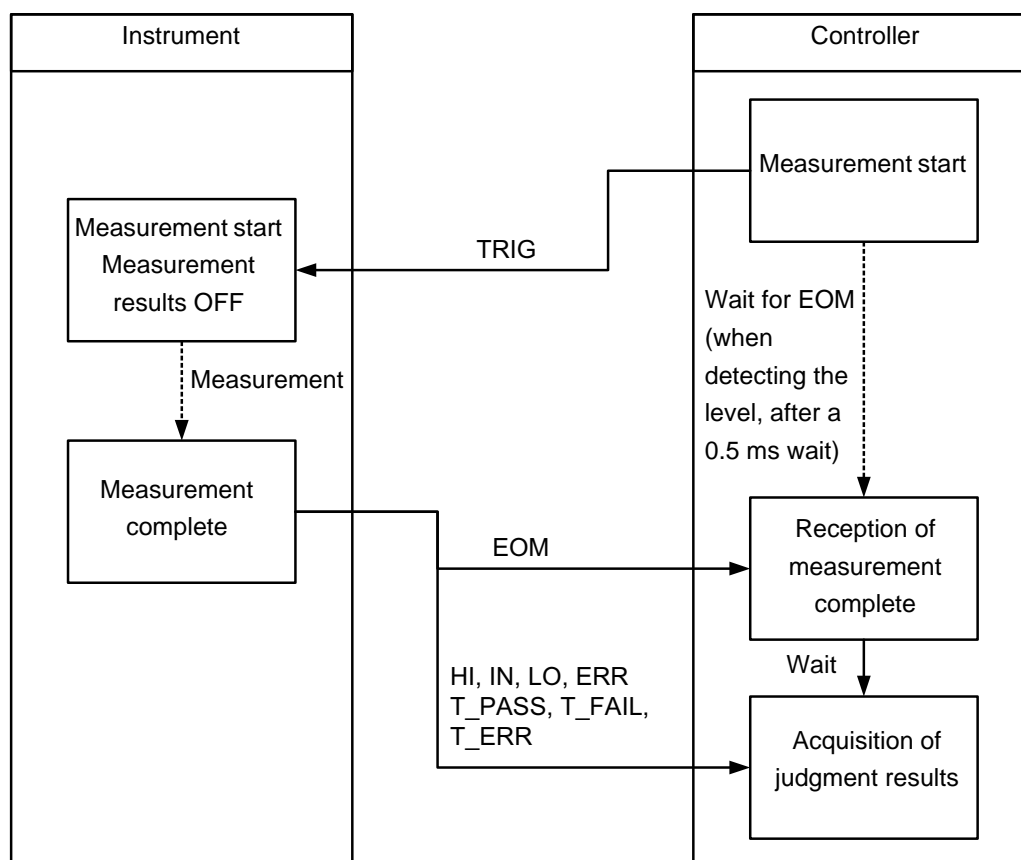 Instrument
Controller
Measurement start
Measurement start
Measurement
results OFF
TRIG
Wait for EOM
(when
detecting the
level, after a
0.5 ms wait)
Measurement
Measurement
complete
EOM
Reception of
measurement
complete
Wait
HI, IN, LO, ERR
T_PASS, T_FAIL,
T_ERR
Acquisition of
judgment results